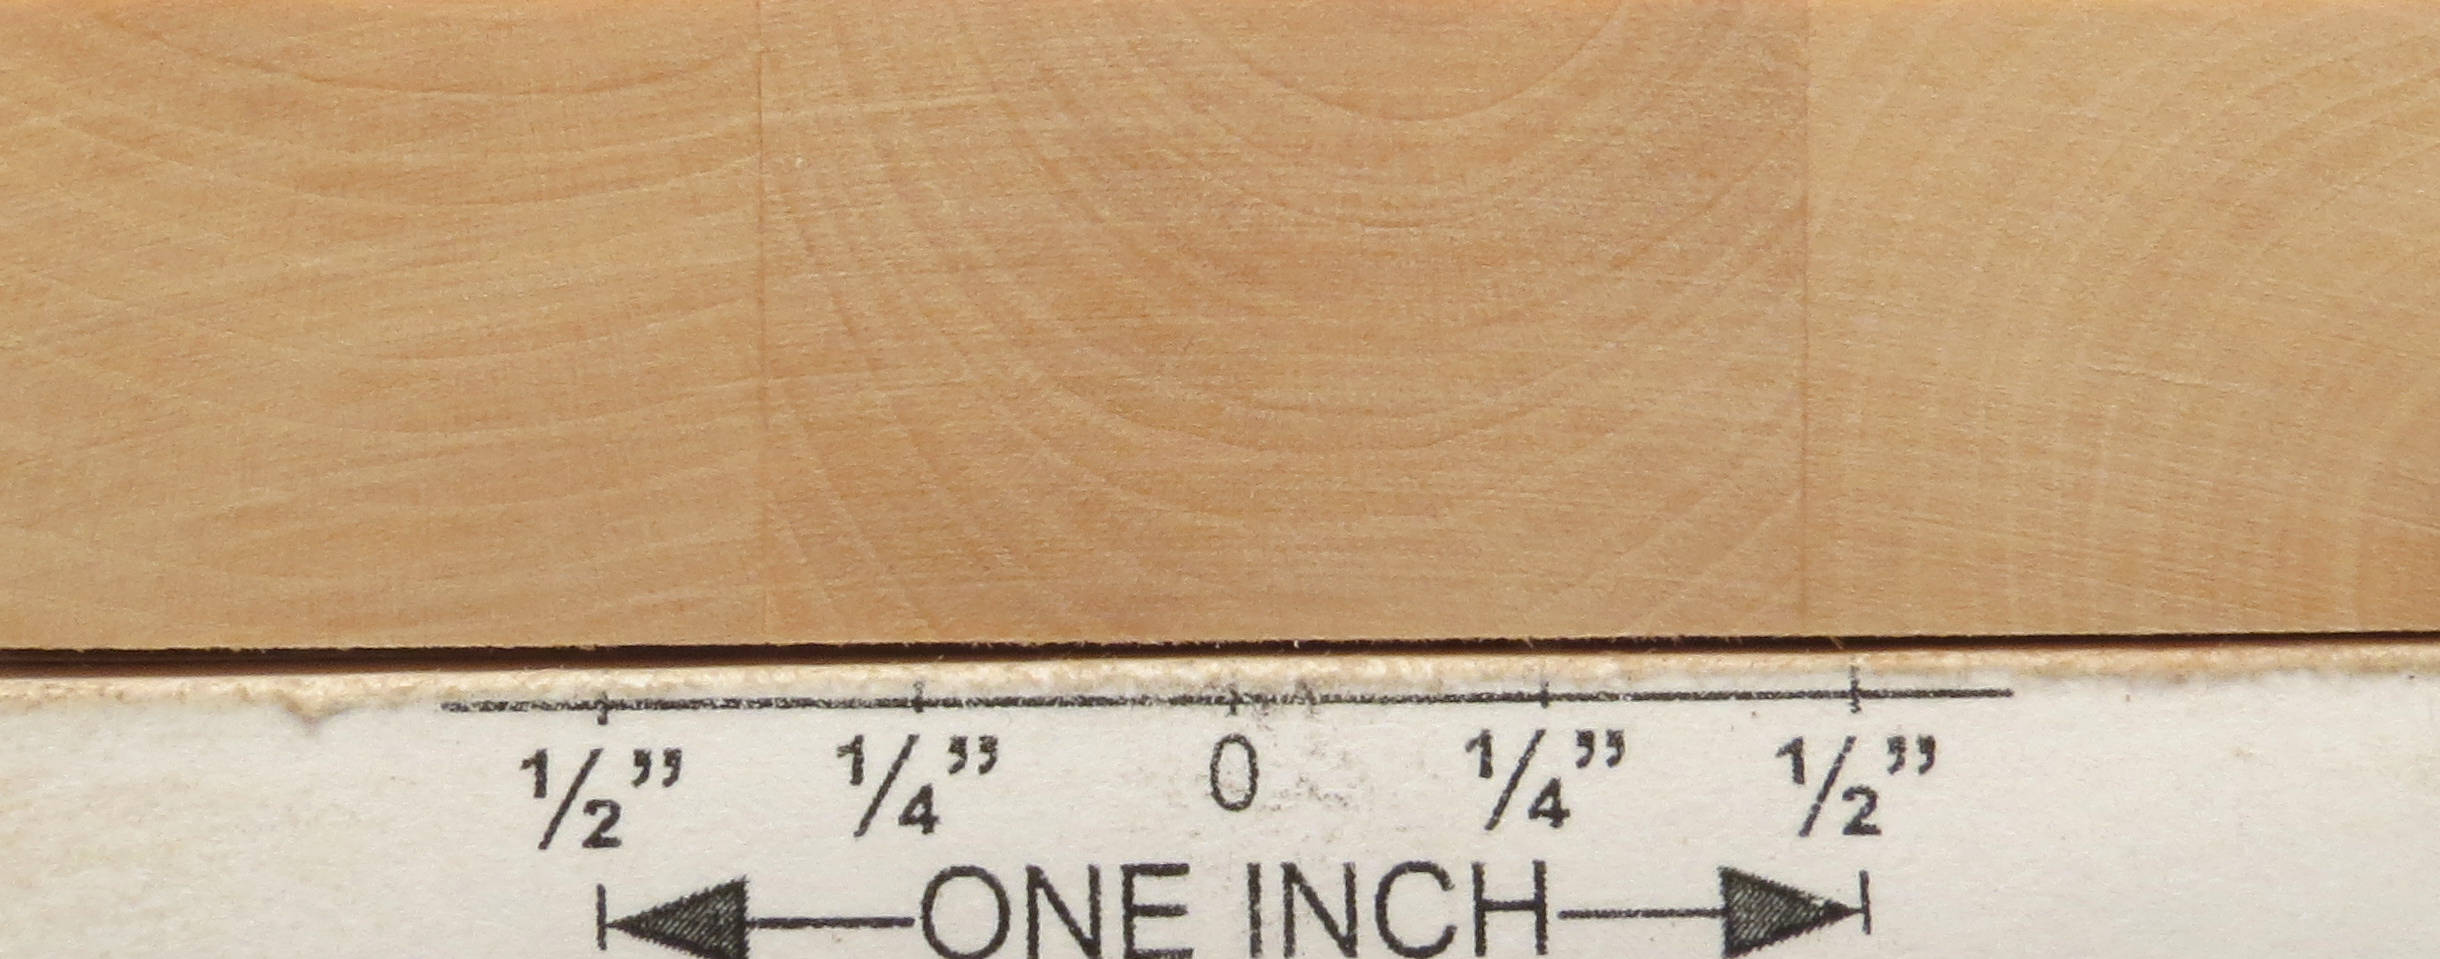 1/2” 1/4” 0 1/4” 1/2”
ONE INCH